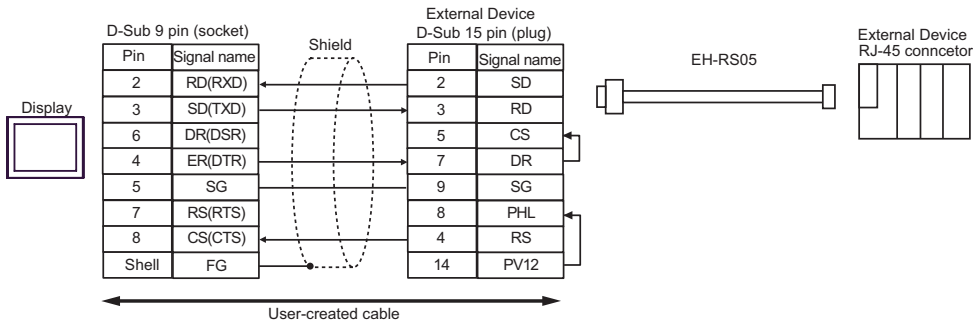 External Device
D-Sub 9 pin (socket)
D-Sub 15 pin (plug)
Shield
EH-RS05
External Device
RJ-45 conncetor
Display
Pin Signal name Pin Signal name
2 RD(RXD) 2 SD
3 SD(TXD) 3 RD
6 DR(DSR) 5 CS
4 ER(DTR) 7 DR
5 SG 9 SG
7 RS(RTS) 8 PHL
8 CS(CTS) 4 RS
Shell FG 14 PV12
User-created cable